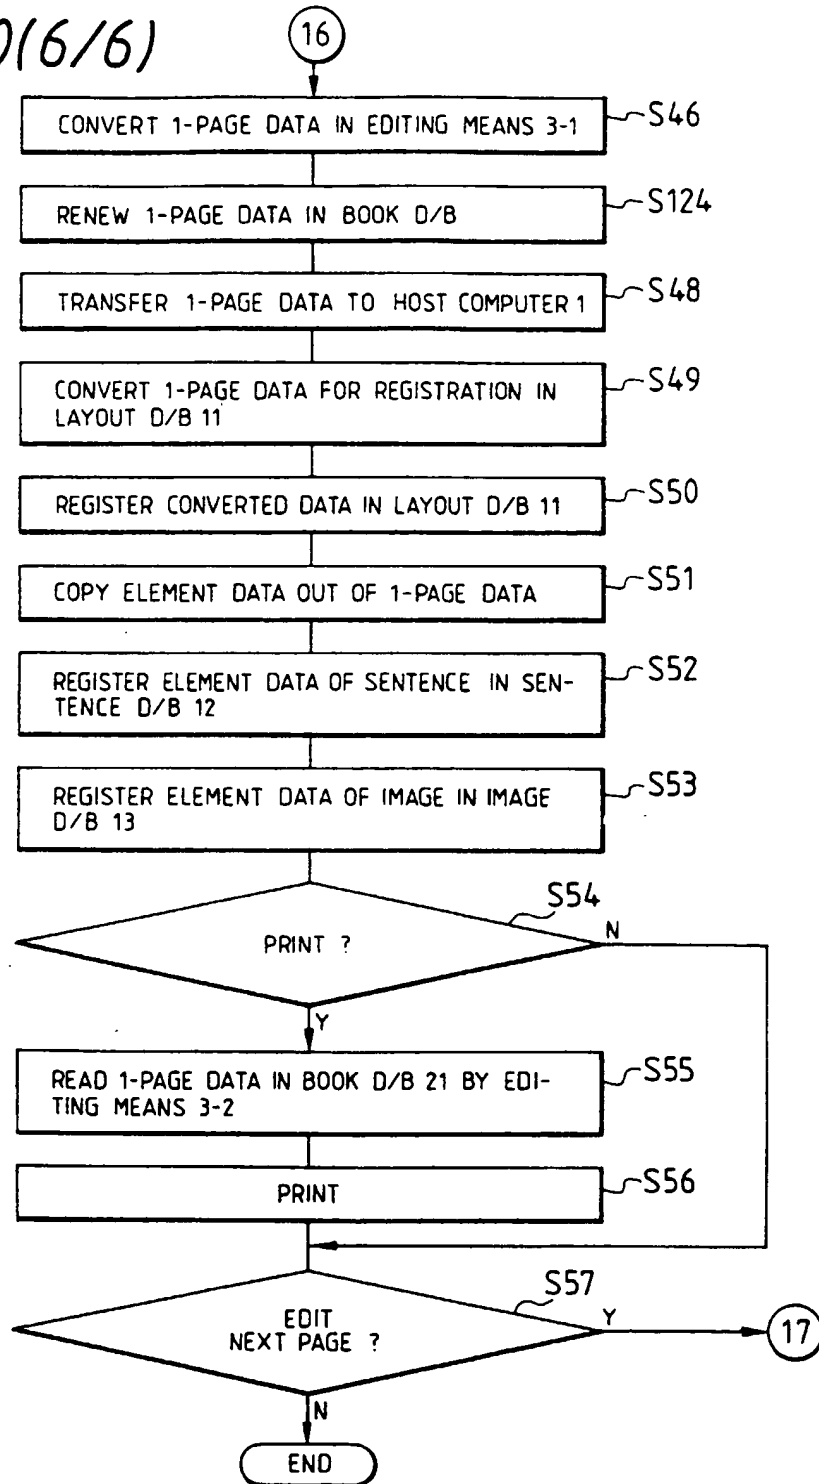 0(6/6)
16
CONVERT 1-PAGE DATA IN EDITING MEANS 3-1
S46
RENEW 1-PAGE DATA IN BOOK D/B
S124
TRANSFER 1-PAGE DATA TO HOST COMPUTER 1
S48
CONVERT 1-PAGE DATA FOR REGISTRATION IN
LAYOUT D/B 11
S49
REGISTER CONVERTED DATA IN LAYOUT D/B 11
S50
COPY ELEMENT DATA OUT OF 1-PAGE DATA
S51
REGISTER ELEMENT DATA OF SENTENCE IN SEN-
TENCE D/B 12
S52
REGISTER ELEMENT DATA OF IMAGE IN IMAGE
D/B 13
S53
S54
PRINT ?
N
Y
READ 1-PAGE DATA IN BOOK D/B 21 BY EDI-
TING MEANS 3-2
S55
PRINT
S56
S57
EDIT
NEXT PAGE ?
Y
17
N
END